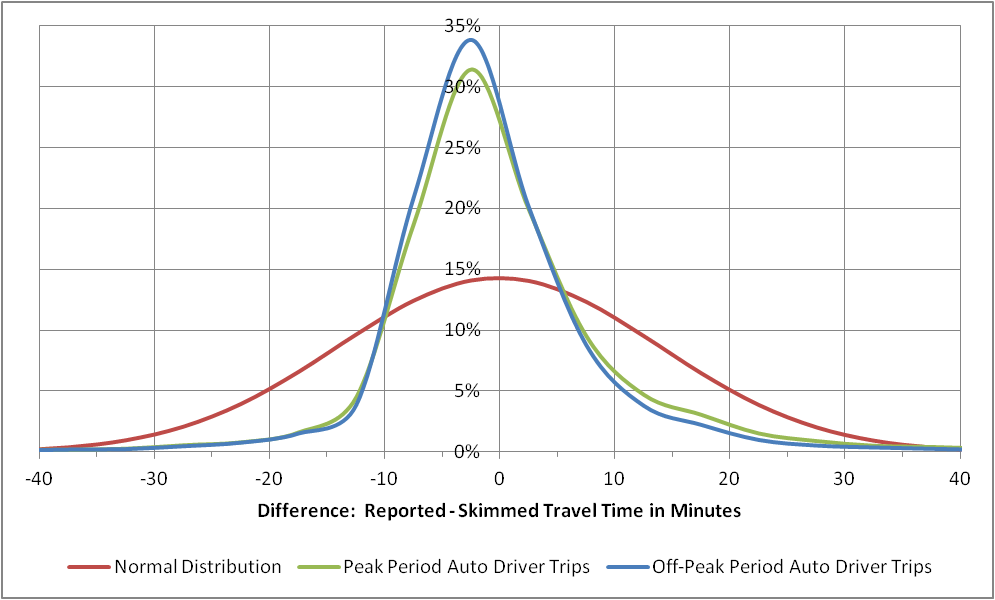 35%
30%
25%
20%
15%
10%
5%
0%
-40 -30 -20 -10 0 10 20 30 40
Difference: Reported - Skimmed Travel Time in Minutes
Normal Distribution Peak Period Auto Driver Trips Off-Peak Period Auto Driver Trips